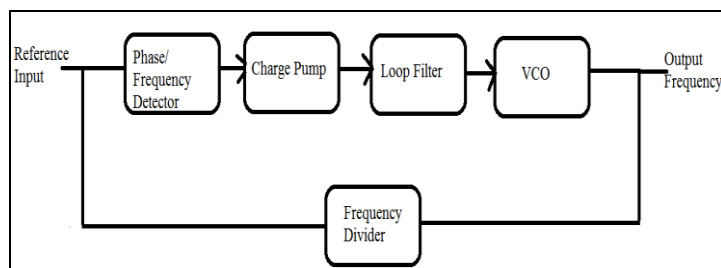 Reference
Input
Phase/
Frequency
Detector
Charge Pump
Loop Filter
VCO
Output
Frequency
Frequency
Divider